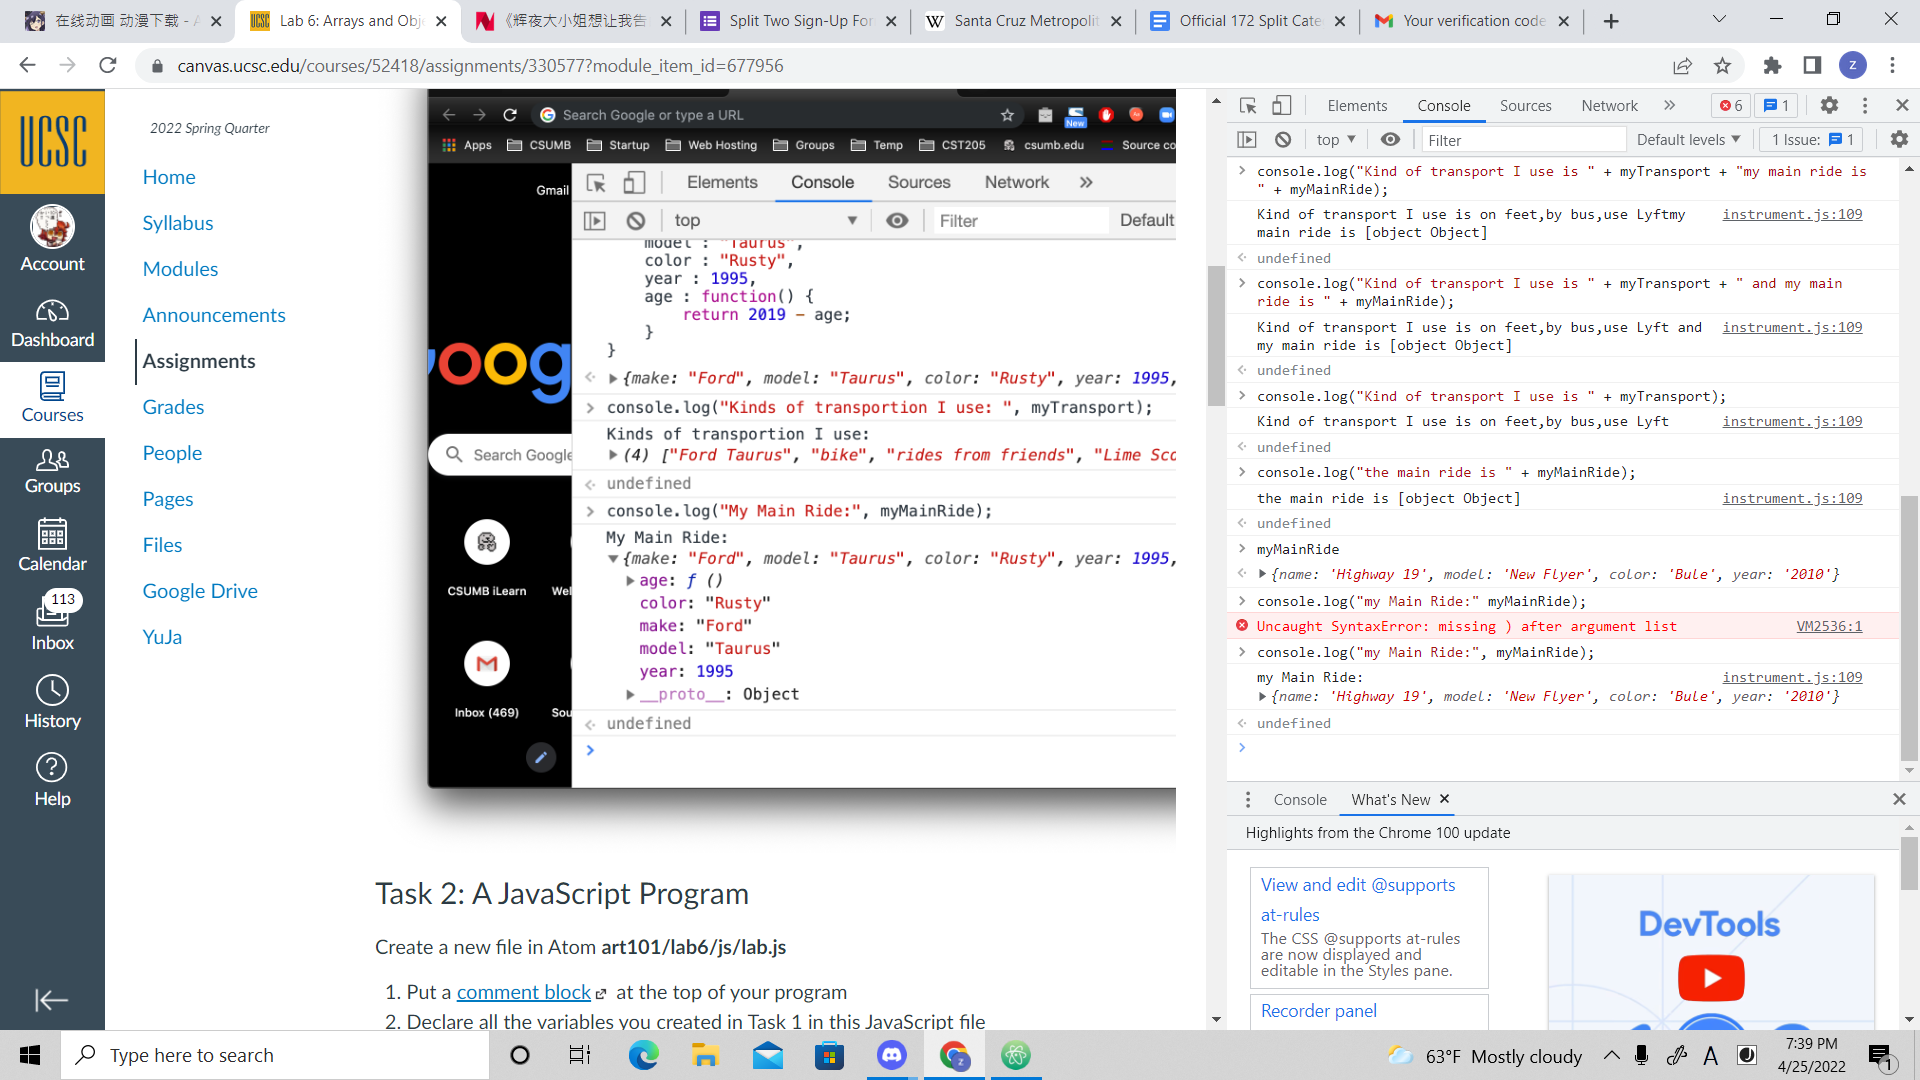 在线动画 动漫下载 - A
Lab 6: Arrays and Obje
《辉夜大小姐想让我告
Split Two Sign-Up For
Santa Cruz Metropolit
Official 172 Split Cate
Your verification code
canvas.ucsc.edu/courses/52418/assignments/330577?module_item_id=677956
z
UCSC
Account
Dashboard
Courses
Groups
Calendar
113
Inbox
History
Help
2022 Spring Quarter
Home
Syllabus
Modules
Announcements
Assignments
Grades
People
Pages
Files
Google Drive
YuJa
Search Google or type a URL
New
Apps
CSUMB
Startup
Web Hosting
Groups
Temp
CST205
csumb.edu
Source co
Gmail
Elements Console Sources Network »
top
Filter
Default
model : "Taurus",
color : "Rusty",
year : 1995,
age : function() {
return 2019 - age;
}
}
{make: "Ford", model: "Taurus", color: "Rusty", year: 1995,
console.log("Kinds of transportion I use: ", myTransport);
Kinds of transportion I use:
(4) ["Ford Taurus", "bike", "rides from friends", "Lime Sco
undefined
console.log("My Main Ride:", myMainRide);
My Main Ride:
{make: "Ford", model: "Taurus", color: "Rusty", year: 1995,
age: ƒ ()
color: "Rusty"
make: "Ford"
model: "Taurus"
year: 1995
__proto__: Object
undefined
oog
Search Google
CSUMB iLearn
Wel
Inbox (469)
Sou
Task 2: A JavaScript Program
Create a new file in Atom art101/lab6/js/lab.js
1. Put a comment block at the top of your program
2. Declare all the variables you created in Task 1 in this JavaScript file
Elements Console Sources Network » 6 1
top
Filter
Default levels
1 Issue: 1
console.log("Kind of transport I use is " + myTransport + "my main ride is
" + myMainRide);
Kind of transport I use is on feet,by bus,use Lyftmy instrument.js:109
main ride is [object Object]
undefined
console.log("Kind of transport I use is " + myTransport + " and my main
ride is " + myMainRide);
Kind of transport I use is on feet,by bus,use Lyft and instrument.js:109
my main ride is [object Object]
undefined
console.log("Kind of transport I use is " + myTransport);
Kind of transport I use is on feet,by bus,use Lyft instrument.js:109
undefined
console.log("the main ride is " + myMainRide);
the main ride is [object Object] instrument.js:109
undefined
myMainRide
{name: 'Highway 19', model: 'New Flyer', color: 'Bule', year: '2010'}
console.log("my Main Ride:" myMainRide);
Uncaught SyntaxError: missing ) after argument list VM2536:1
console.log("my Main Ride:", myMainRide);
my Main Ride: instrument.js:109
{name: 'Highway 19', model: 'New Flyer', color: 'Bule', year: '2010'}
undefined
Console What's New
Highlights from the Chrome 100 update
View and edit @supports
at-rules
The CSS @supports at-rules
are now displayed and
editable in the Styles pane.
Recorder panel
DevTools
Type here to search
z
63°F Mostly cloudy
A
7:39 PM
4/25/2022
1